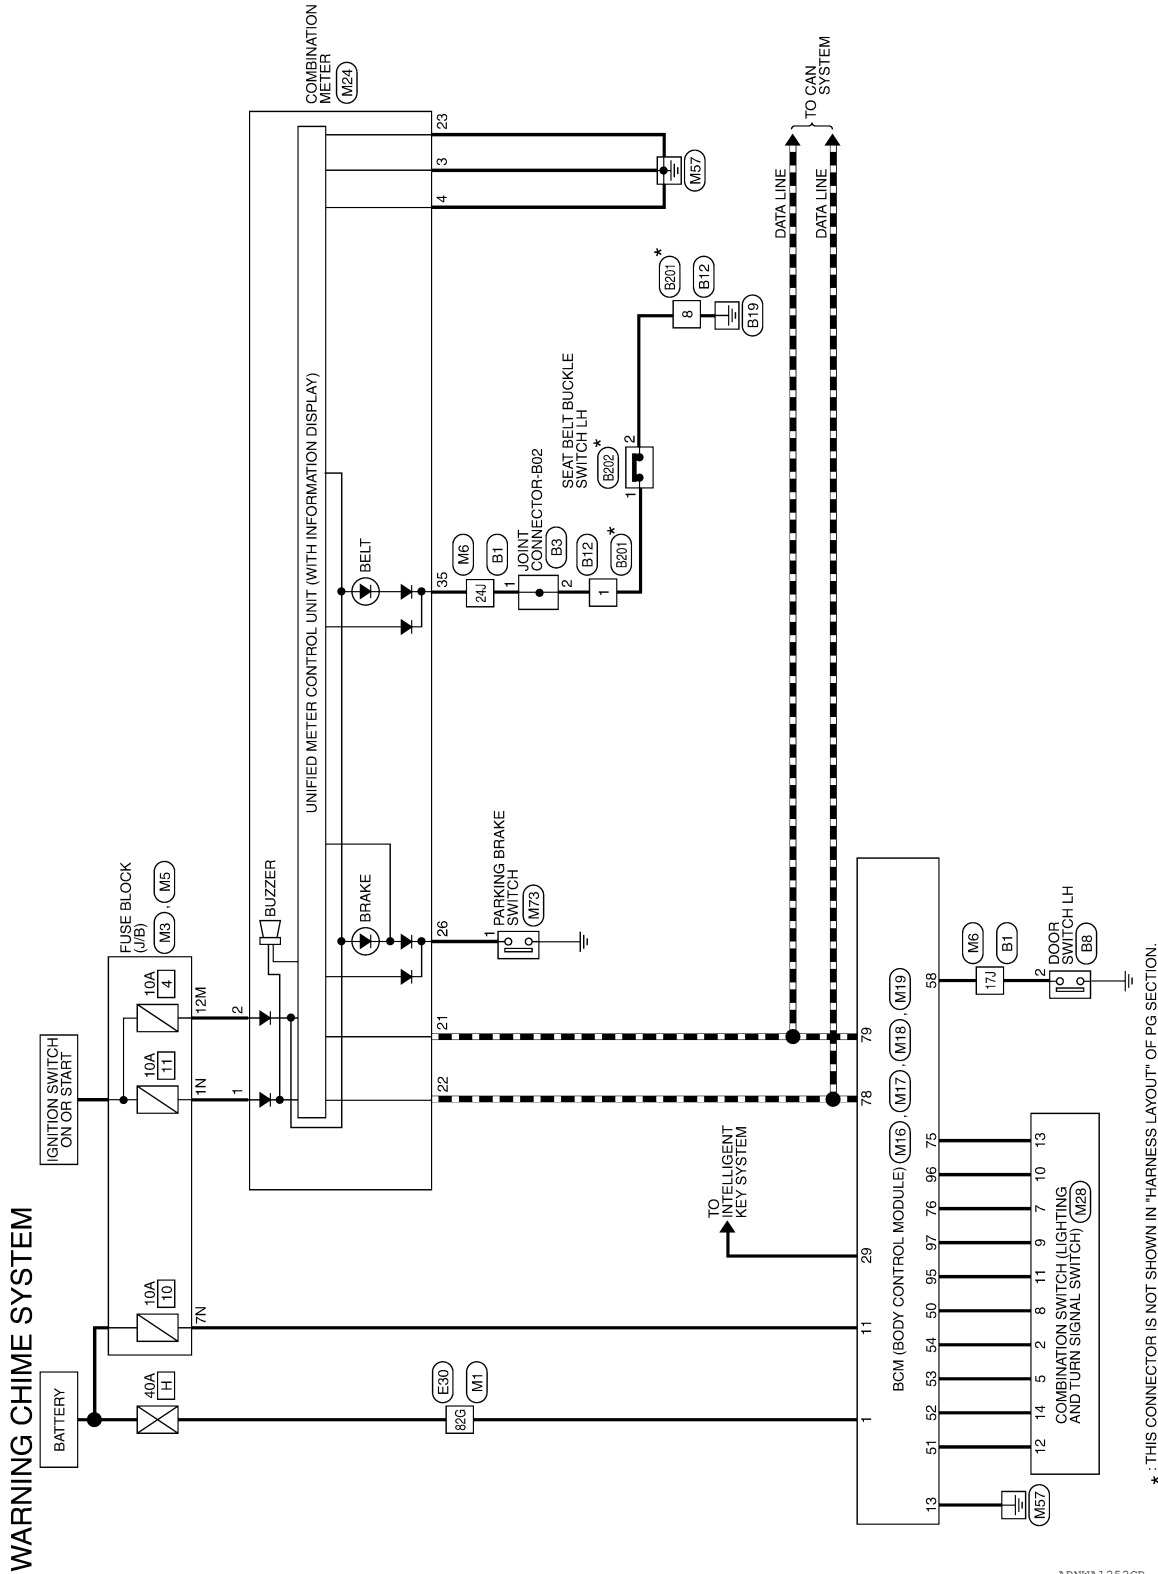 WARNING CHIME SYSTEM
BATTERY
IGNITION SWITCH
ON OR START
40A
H
10A
10
10A
11
10A
4
FUSE BLOCK
(J/B)
M3 , M5
7N
1N
12M
1
2
BUZZER
COMBINATION
METER
M24
UNIFIED METER CONTROL UNIT (WITH INFORMATION DISPLAY)
BRAKE
BELT
22
21
26
35
4
3
23
E30
M1
82G
1
PARKING BRAKE
SWITCH
M73
M6
B1
24J
1
JOINT
CONNECTOR-B02
B3
2
B12
1
B201
*
SEAT BELT BUCKLE
SWITCH LH
B202
*
1
2
*
B201
B12
8
B19
M57
TO
INTELLIGENT
KEY SYSTEM
DATA LINE
DATA LINE
TO CAN
SYSTEM
1
11
29
78
79
BCM (BODY CONTROL MODULE) M16 , M17 , M18 , M19
13
51
52
53
54
50
95
97
76
96
75
58
12
14
5
2
8
11
9
7
10
13
COMBINATION SWITCH (LIGHTING
AND TURN SIGNAL SWITCH) M28
M57
M6
B1
17J
2
DOOR
SWITCH LH
B8
* : THIS CONNECTOR IS NOT SHOWN IN "HARNESS LAYOUT" OF PG SECTION.